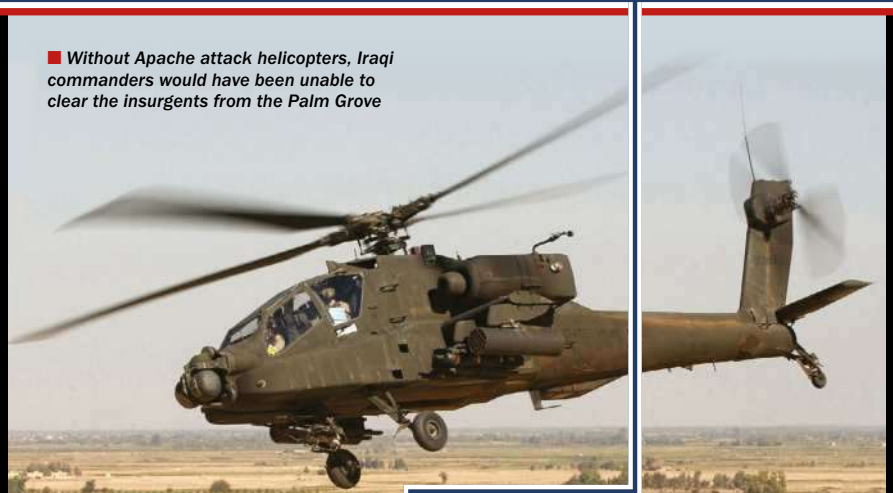 Without Apache attack helicopters, Iraqi
commanders would have been unable to
clear the insurgents from the Palm Grove